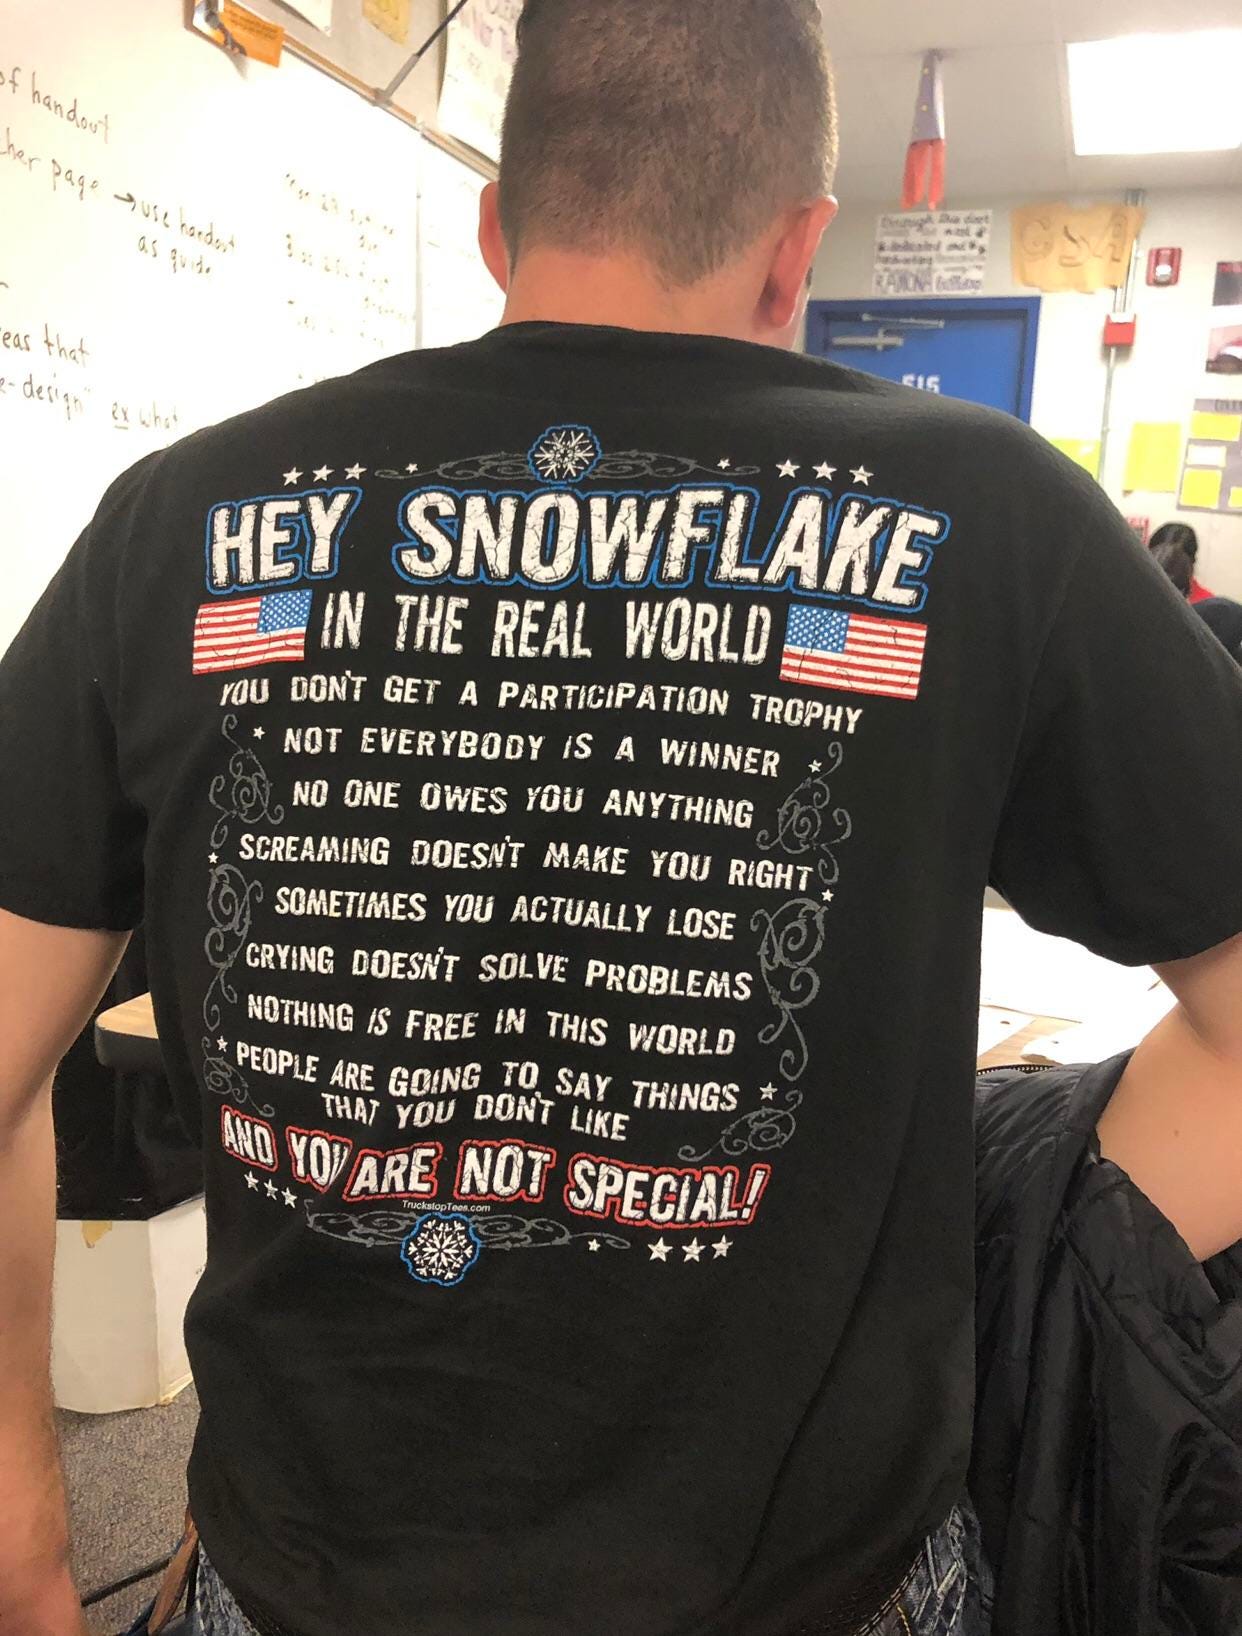 of handout
page → use handout
as guide
that
ex what
GSA
515
HEY SNOWFLAKE
IN THE REAL WORLD
YOU DON'T GET A PARTICIPATION TROPHY
NOT EVERYBODY IS A WINNER
NO ONE OWES YOU ANYTHING
SCREAMING DOESN'T MAKE YOU RIGHT
SOMETIMES YOU ACTUALLY LOSE
CRYING DOESN'T SOLVE PROBLEMS
NOTHING IS FREE IN THIS WORLD
PEOPLE ARE GOING TO SAY THINGS
THAT YOU DON'T LIKE
AND YOU ARE NOT SPECIAL!
TruckstopTees.com